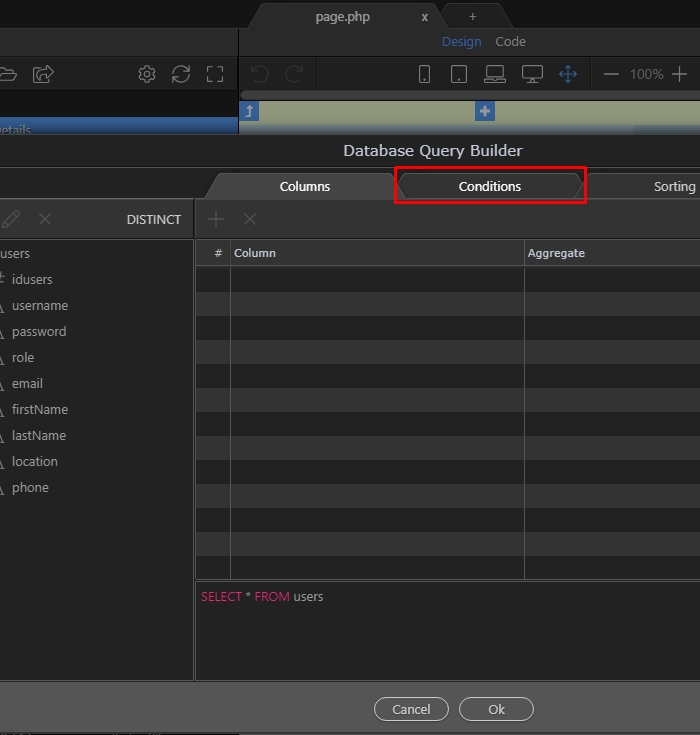 page.php x +
Design Code
100%
etails
Database Query Builder
Columns Conditions Sorting
DISTINCT
users
# Column Aggregate
idusers
username
password
role
email
firstName
lastName
location
phone
SELECT * FROM users
Cancel Ok